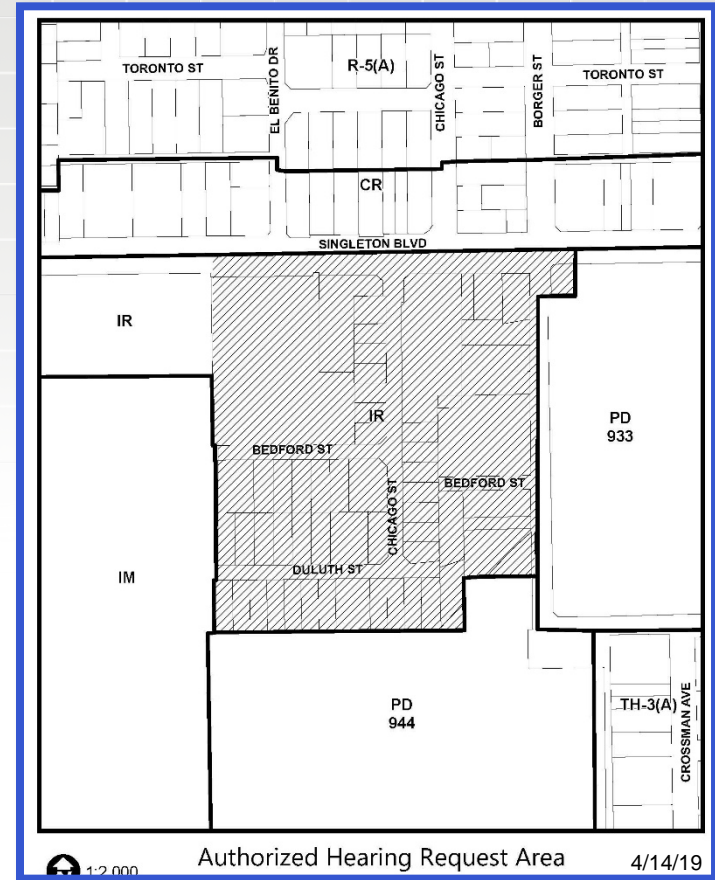 TORONTO ST
EL BENITO DR
R-5(A)
CHICAGO ST
BORGER ST
TORONTO ST
CR
SINGLETON BLVD
IR
IR
PD
933
BEDFORD ST
BEDFORD ST
CHICAGO ST
IM
DULUTH ST
PD
944
TH-3(A)
CROSSMAN AVE
1:2,000
Authorized Hearing Request Area
4/14/19